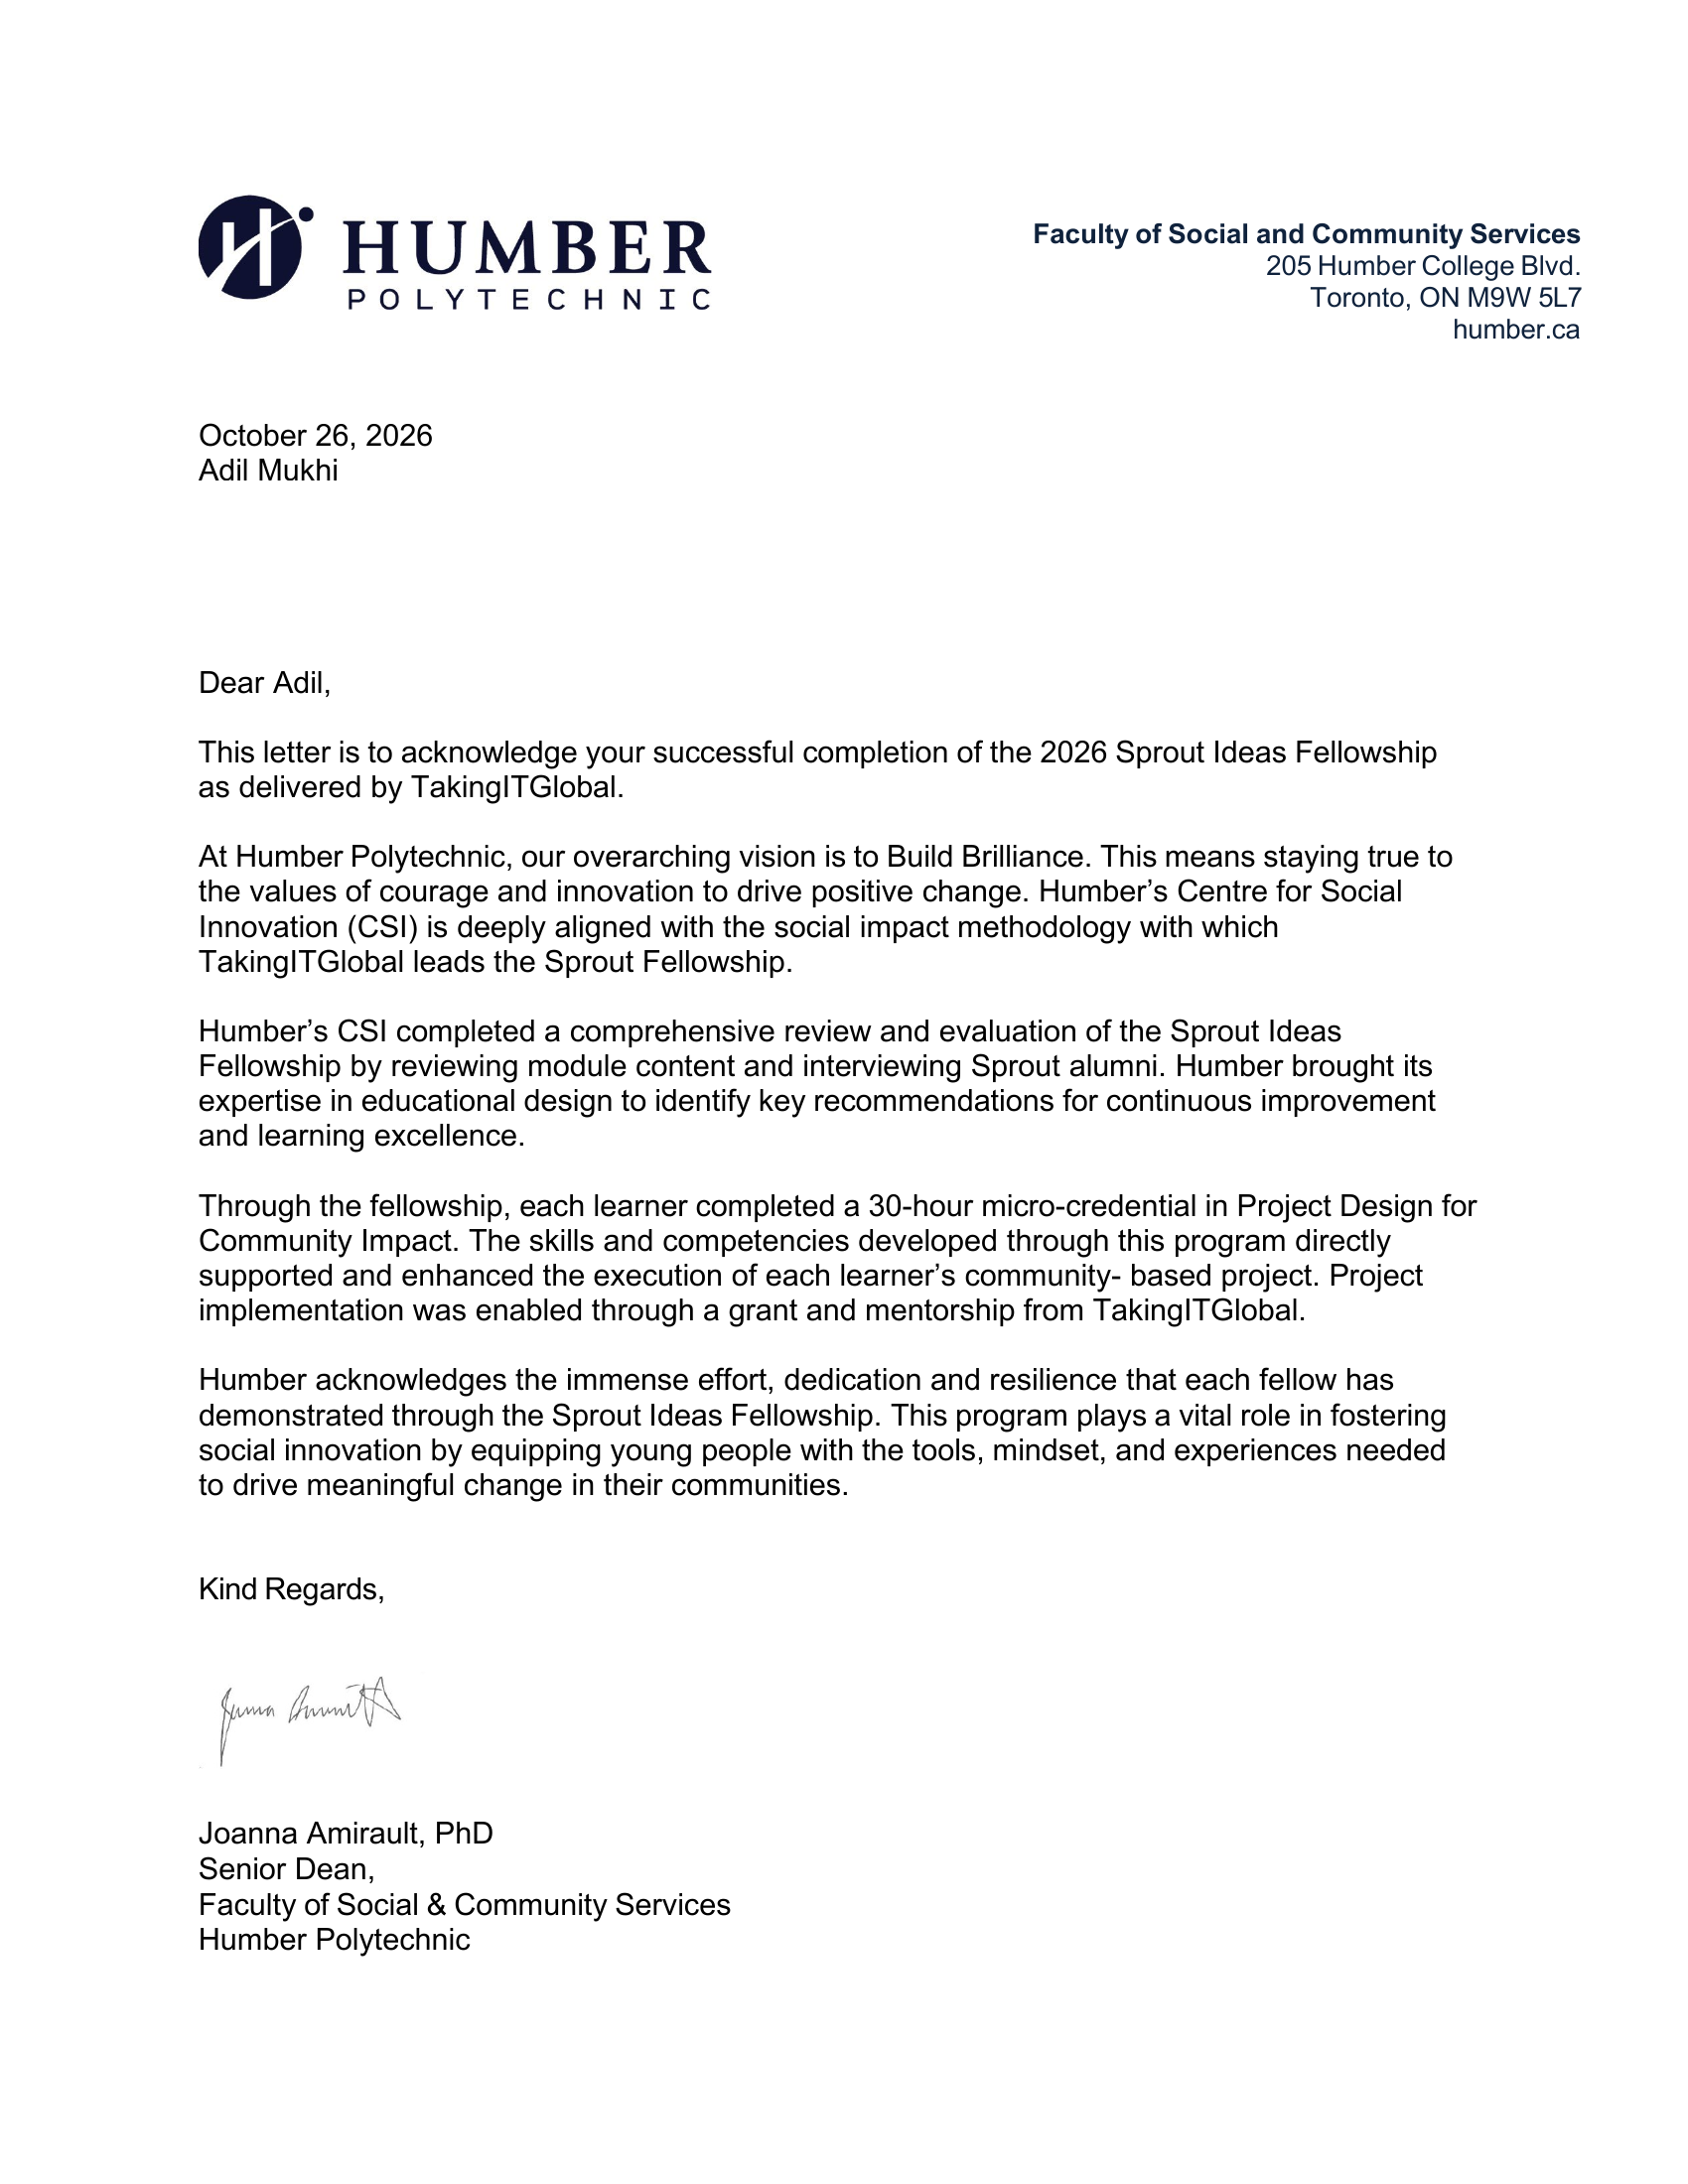 HUMBER
POLYTECHNIC
Faculty of Social and Community Services
205 Humber College Blvd.
Toronto, ON M9W 5L7
humber.ca
October 26, 2026
Adil Mukhi
Dear Adil,
This letter is to acknowledge your successful completion of the 2026 Sprout Ideas Fellowship
as delivered by TakingITGlobal.
At Humber Polytechnic, our overarching vision is to Build Brilliance. This means staying true to
the values of courage and innovation to drive positive change. Humber’s Centre for Social
Innovation (CSI) is deeply aligned with the social impact methodology with which
TakingITGlobal leads the Sprout Fellowship.
Humber’s CSI completed a comprehensive review and evaluation of the Sprout Ideas
Fellowship by reviewing module content and interviewing Sprout alumni. Humber brought its
expertise in educational design to identify key recommendations for continuous improvement
and learning excellence.
Through the fellowship, each learner completed a 30-hour micro-credential in Project Design for
Community Impact. The skills and competencies developed through this program directly
supported and enhanced the execution of each learner’s community- based project. Project
implementation was enabled through a grant and mentorship from TakingITGlobal.
Humber acknowledges the immense effort, dedication and resilience that each fellow has
demonstrated through the Sprout Ideas Fellowship. This program plays a vital role in fostering
social innovation by equipping young people with the tools, mindset, and experiences needed
to drive meaningful change in their communities.
Kind Regards,
Joanna Amirault, PhD
Senior Dean,
Faculty of Social & Community Services
Humber Polytechnic